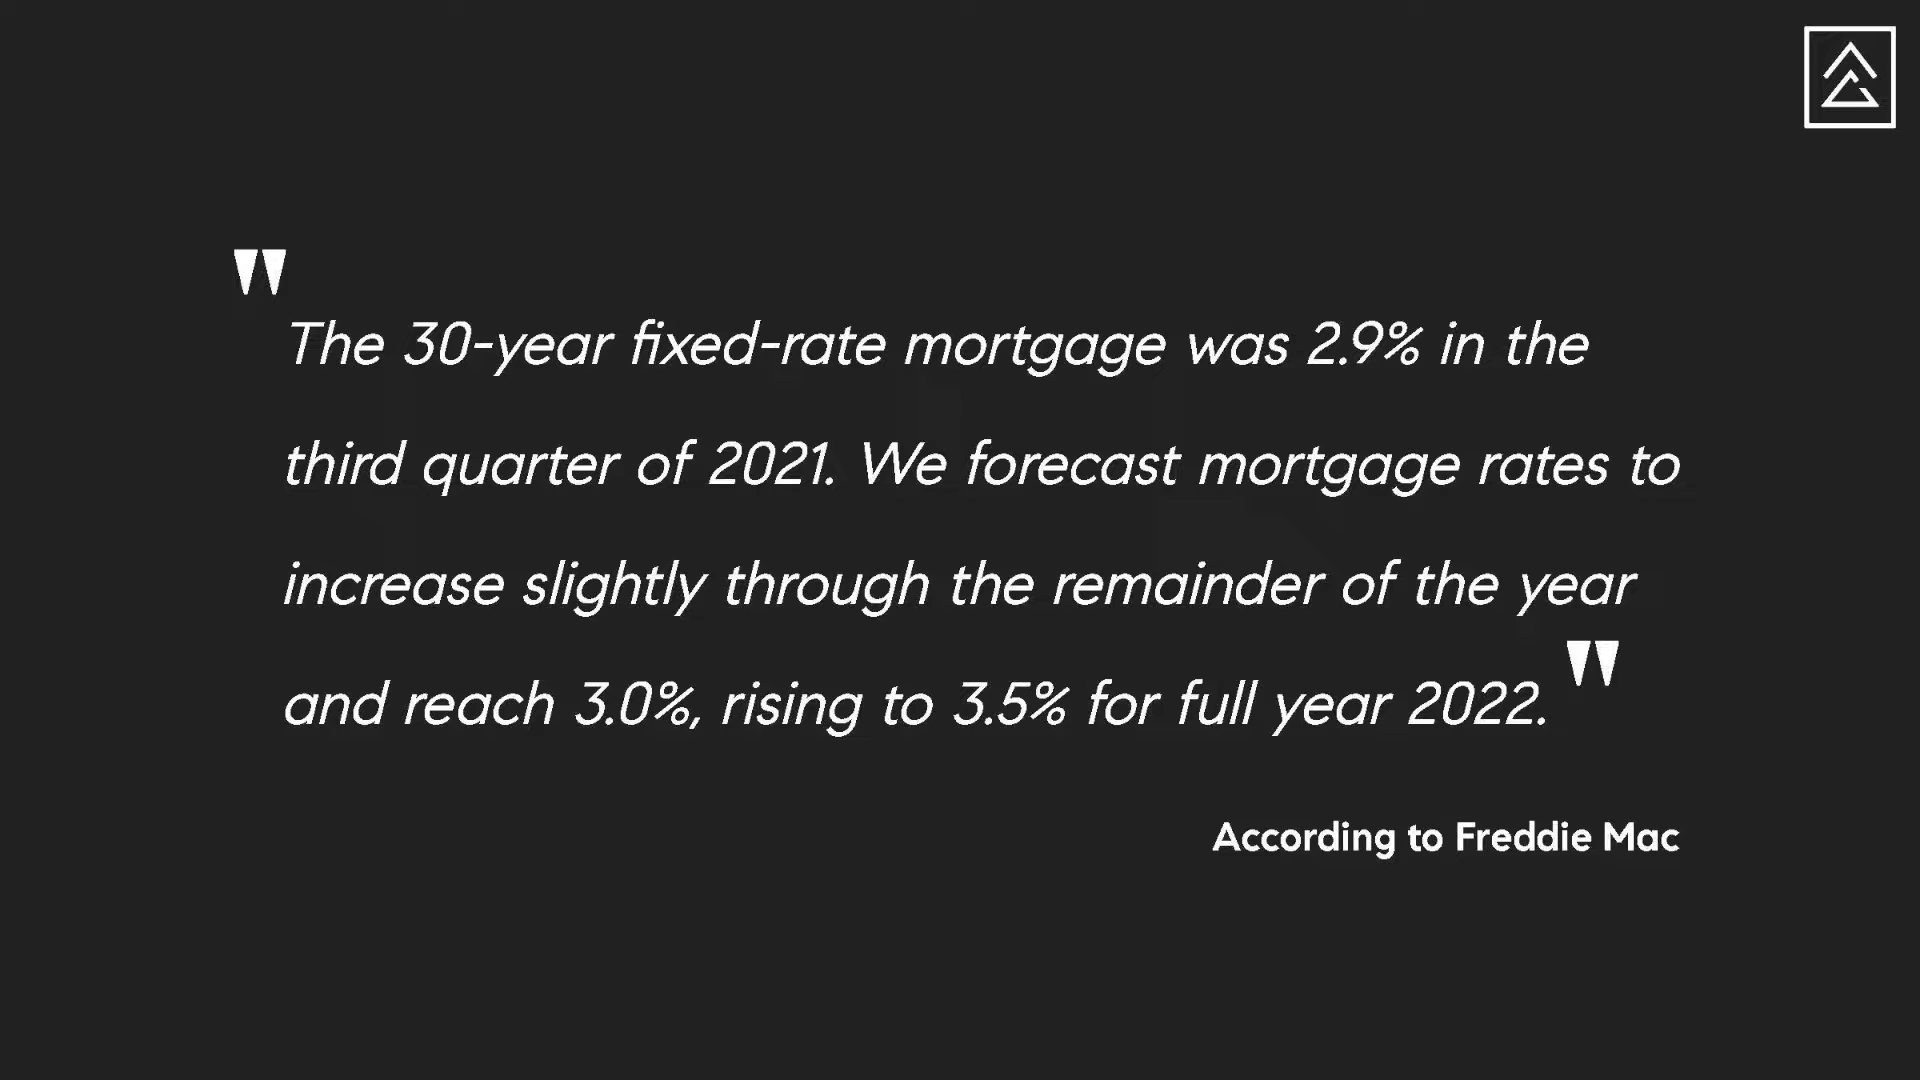 "The 30-year fixed-rate mortgage was 2.9% in the
third quarter of 2021. We forecast mortgage rates to
increase slightly through the remainder of the year
and reach 3.0%, rising to 3.5% for full year 2022."
According to Freddie Mac